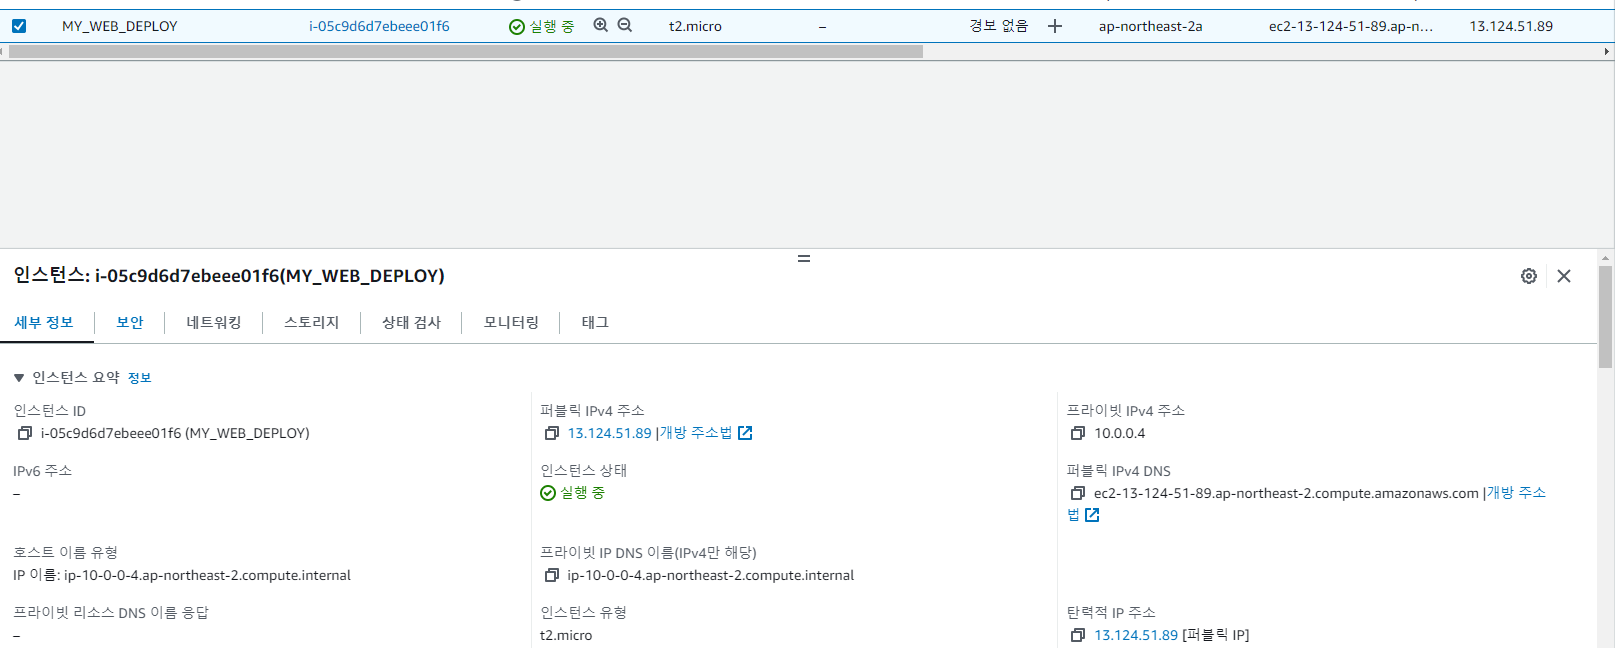 MY_WEB_DEPLOY i-05c9d6d7ebeee01f6 실행 중 t2.micro – 경보 없음 + ap-northeast-2a ec2-13-124-51-89.ap-n... 13.124.51.89
인스턴스: i-05c9d6d7ebeee01f6(MY_WEB_DEPLOY)
세부 정보 보안 네트워킹 스토리지 상태 검사 모니터링 태그
▼ 인스턴스 요약 정보
인스턴스 ID
i-05c9d6d7ebeee01f6 (MY_WEB_DEPLOY)
퍼블릭 IPv4 주소
13.124.51.89 |개방 주소법
프라이빗 IPv4 주소
10.0.0.4
IPv6 주소
–
인스턴스 상태
실행 중
퍼블릭 IPv4 DNS
ec2-13-124-51-89.ap-northeast-2.compute.amazonaws.com |개방 주소
법
호스트 이름 유형
IP 이름: ip-10-0-0-4.ap-northeast-2.compute.internal
프라이빗 IP DNS 이름(IPv4만 해당)
ip-10-0-0-4.ap-northeast-2.compute.internal
프라이빗 리소스 DNS 이름 응답
–
인스턴스 유형
t2.micro
탄력적 IP 주소
13.124.51.89 [퍼블릭 IP]